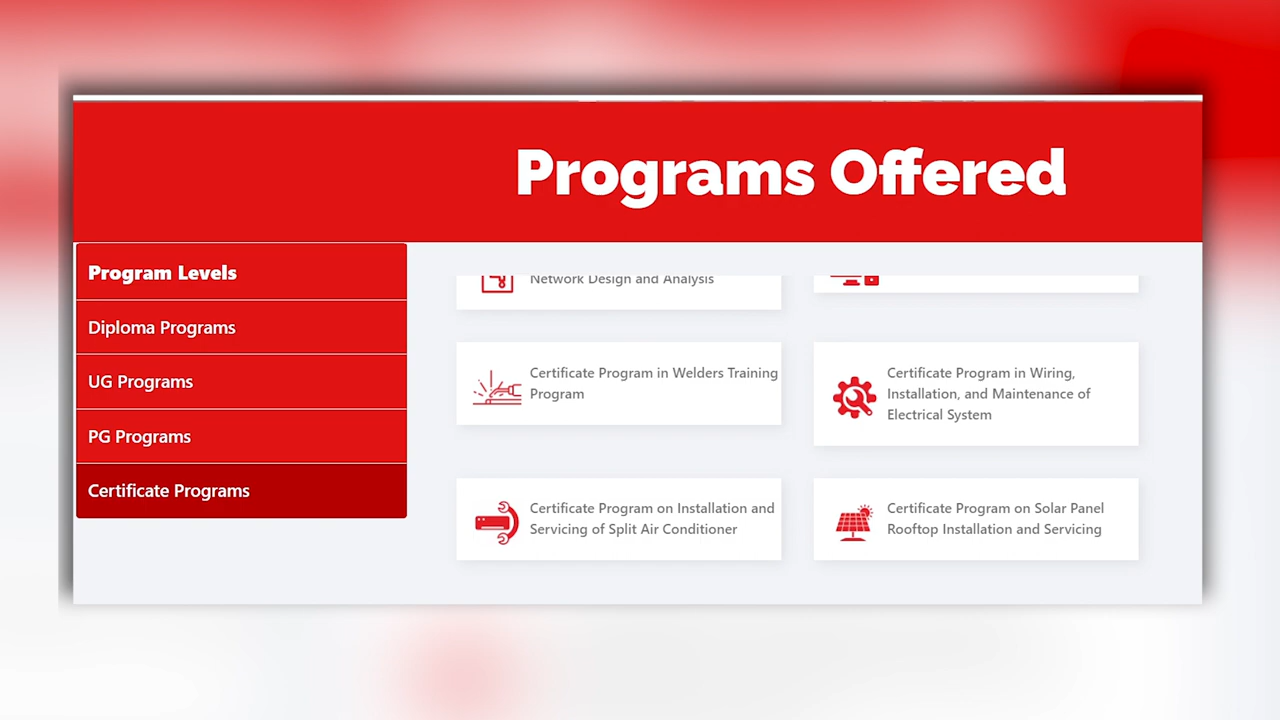 Programs Offered
Program Levels
Diploma Programs
UG Programs
PG Programs
Certificate Programs
Network Design and Analysis
Certificate Program in Welders Training
Program
Certificate Program in Wiring,
Installation, and Maintenance of
Electrical System
Certificate Program on Installation and
Servicing of Split Air Conditioner
Certificate Program on Solar Panel
Rooftop Installation and Servicing